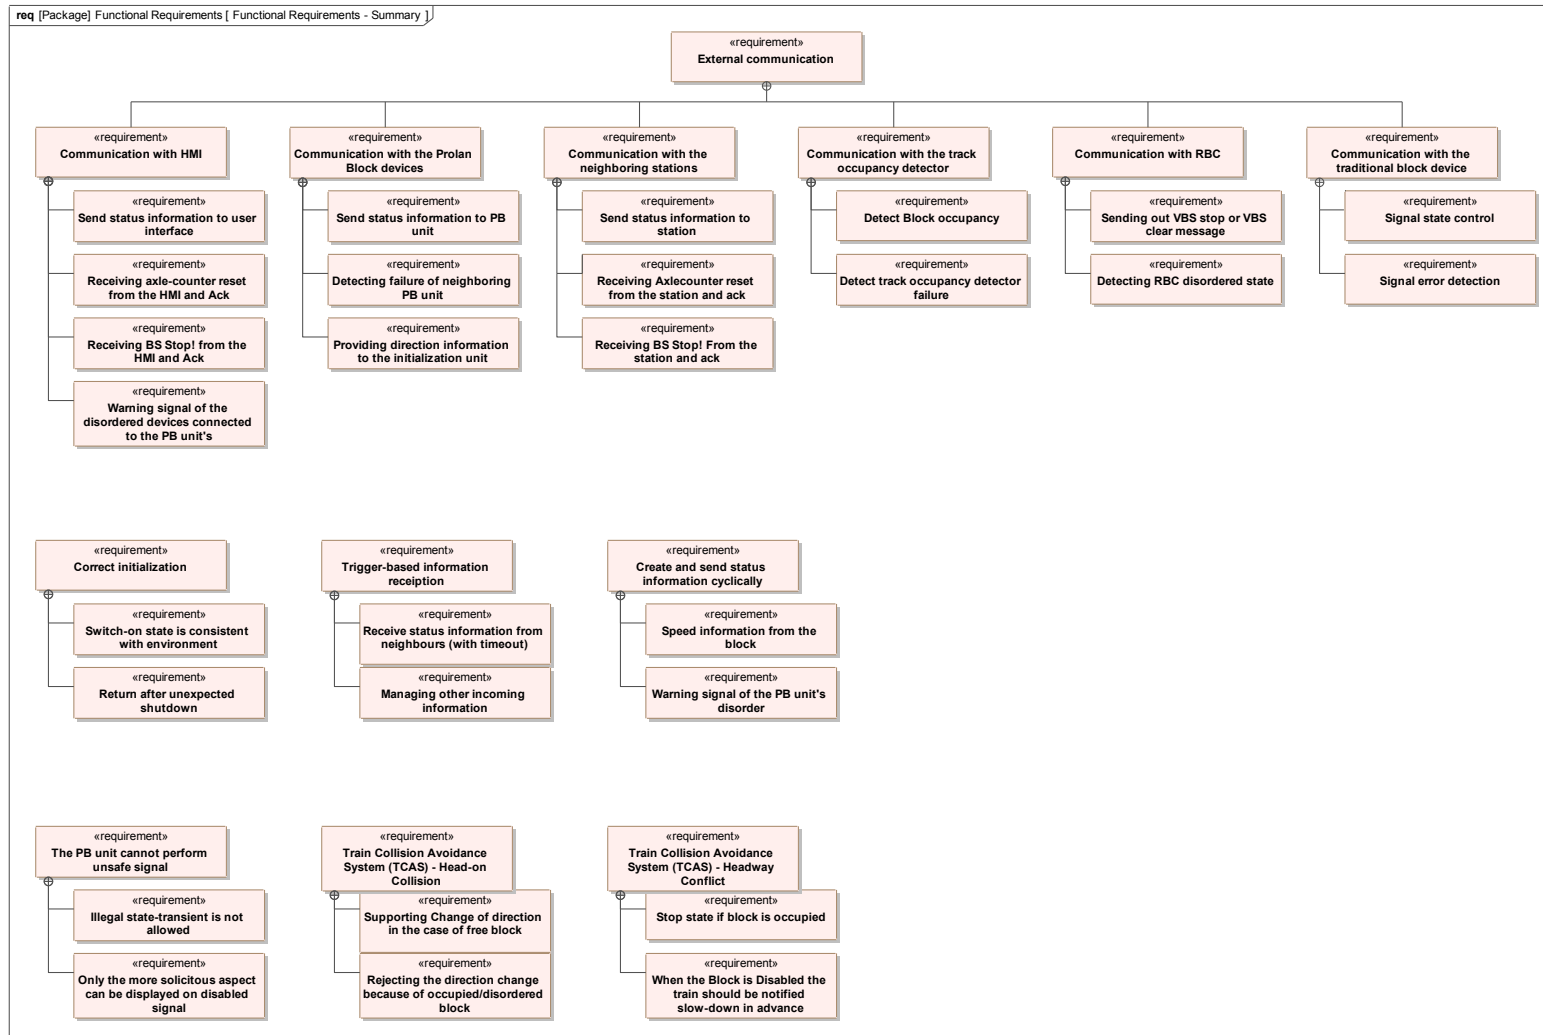 req [Package] Functional Requirements [ Functional Requirements - Summary ]
«requirement»
External communication
«requirement»
Communication with HMI
«requirement»
Send status information to user
interface
«requirement»
Receiving axle-counter reset
from the HMI and Ack
«requirement»
Receiving BS Stop! from the
HMI and Ack
«requirement»
Warning signal of the
disordered devices connected
to the PB unit's
«requirement»
Communication with the Prolan
Block devices
«requirement»
Send status information to PB
unit
«requirement»
Detecting failure of neighboring
PB unit
«requirement»
Providing direction information
to the initialization unit
«requirement»
Communication with the
neighboring stations
«requirement»
Send status information to
station
«requirement»
Receiving Axlecounter reset
from the station and ack
«requirement»
Receiving BS Stop! From the
station and ack
«requirement»
Communication with the track
occupancy detector
«requirement»
Detect Block occupancy
«requirement»
Detect track occupancy detector
failure
«requirement»
Communication with RBC
«requirement»
Sending out VBS stop or VBS
clear message
«requirement»
Detecting RBC disordered state
«requirement»
Communication with the
traditional block device
«requirement»
Signal state control
«requirement»
Signal error detection
«requirement»
Correct initialization
«requirement»
Switch-on state is consistent
with environment
«requirement»
Return after unexpected
shutdown
«requirement»
Trigger-based information
receiption
«requirement»
Receive status information from
neighbours (with timeout)
«requirement»
Managing other incoming
information
«requirement»
Create and send status
information cyclically
«requirement»
Speed information from the
block
«requirement»
Warning signal of the PB unit's
disorder
«requirement»
The PB unit cannot perform
unsafe signal
«requirement»
Illegal state-transient is not
allowed
«requirement»
Only the more solicitous aspect
can be displayed on disabled
signal
«requirement»
Train Collision Avoidance
System (TCAS) - Head-on
Collision
«requirement»
Supporting Change of direction
in the case of free block
«requirement»
Rejecting the direction change
because of occupied/disordered
block
«requirement»
Train Collision Avoidance
System (TCAS) - Headway
Conflict
«requirement»
Stop state if block is occupied
«requirement»
When the Block is Disabled the
train should be notified
slow-down in advance